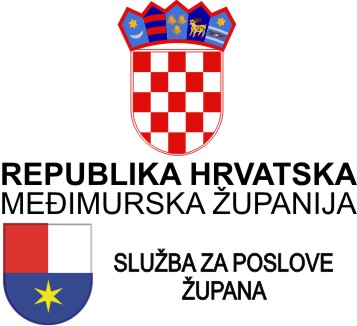 REPUBLIKA HRVATSKA
MEĐIMURSKA ŽUPANIJA
SLUŽBA ZA POSLOVE
ŽUPANA